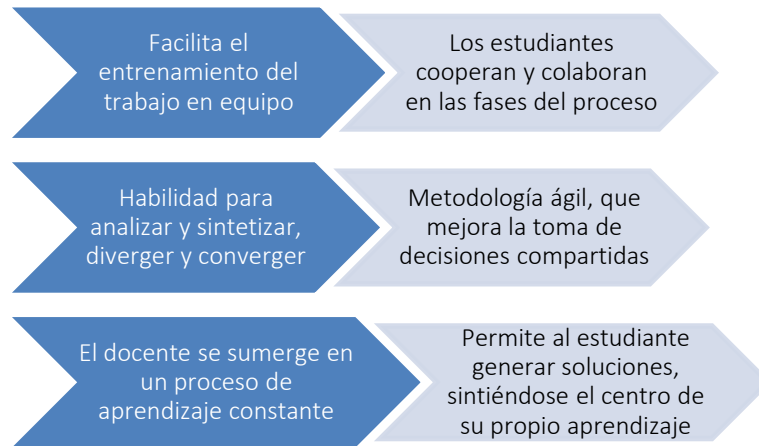 Facilita el
entrenamiento del
trabajo en equipo
Los estudiantes
cooperan y colaboran
en las fases del proceso
Habilidad para
analizar y sintetizar,
diverger y converger
Metodología ágil, que
mejora la toma de
decisiones compartidas
El docente se sumerge en
un proceso de
aprendizaje constante
Permite al estudiante
generar soluciones,
sintiéndose el centro de
su propio aprendizaje